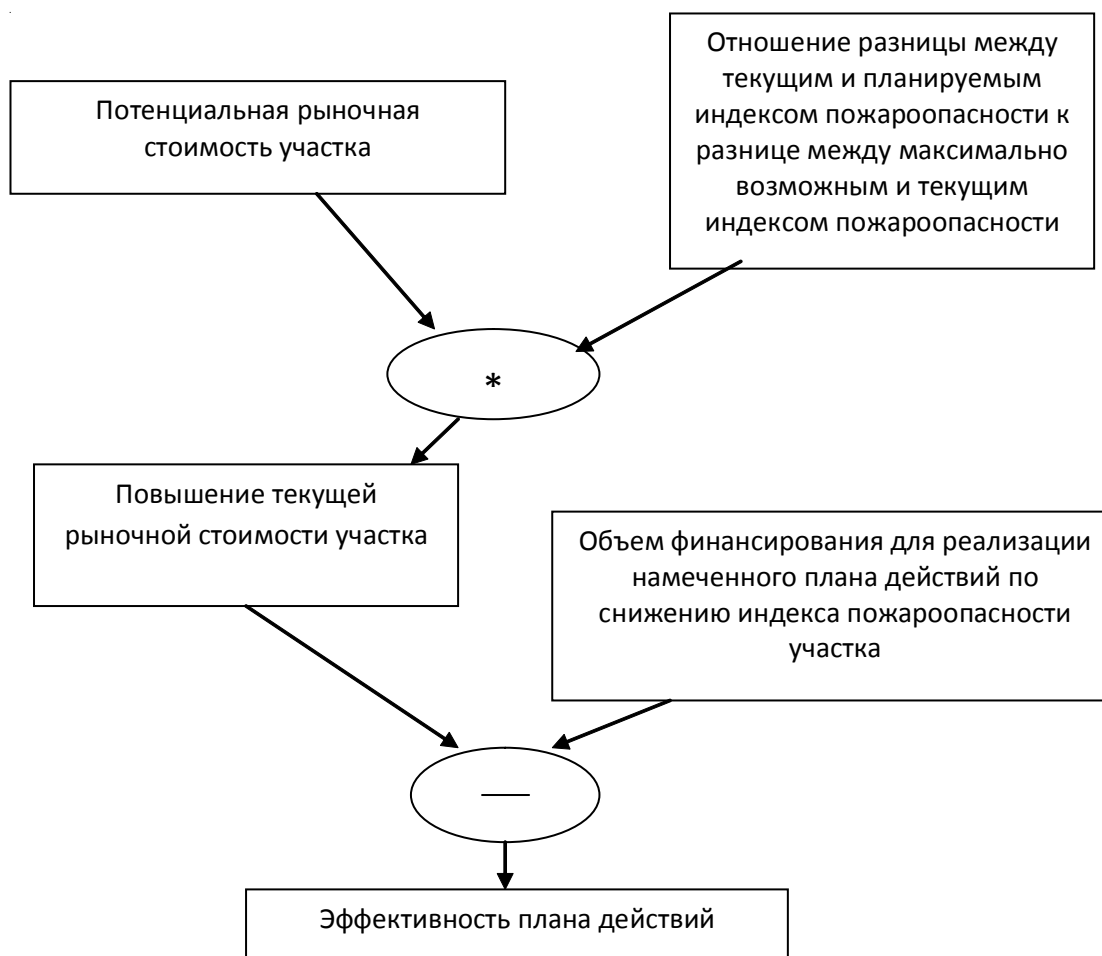 Потенциальная рыночная
стоимость участка
Отношение разницы между
текущим и планируемым
индексом пожароопасности к
разнице между максимально
возможным и текущим
индексом пожароопасности
*
Повышение текущей
рыночной стоимости участка
Объем финансирования для реализации
намеченного плана действий по
снижению индекса пожароопасности
участка
—
Эффективность плана действий